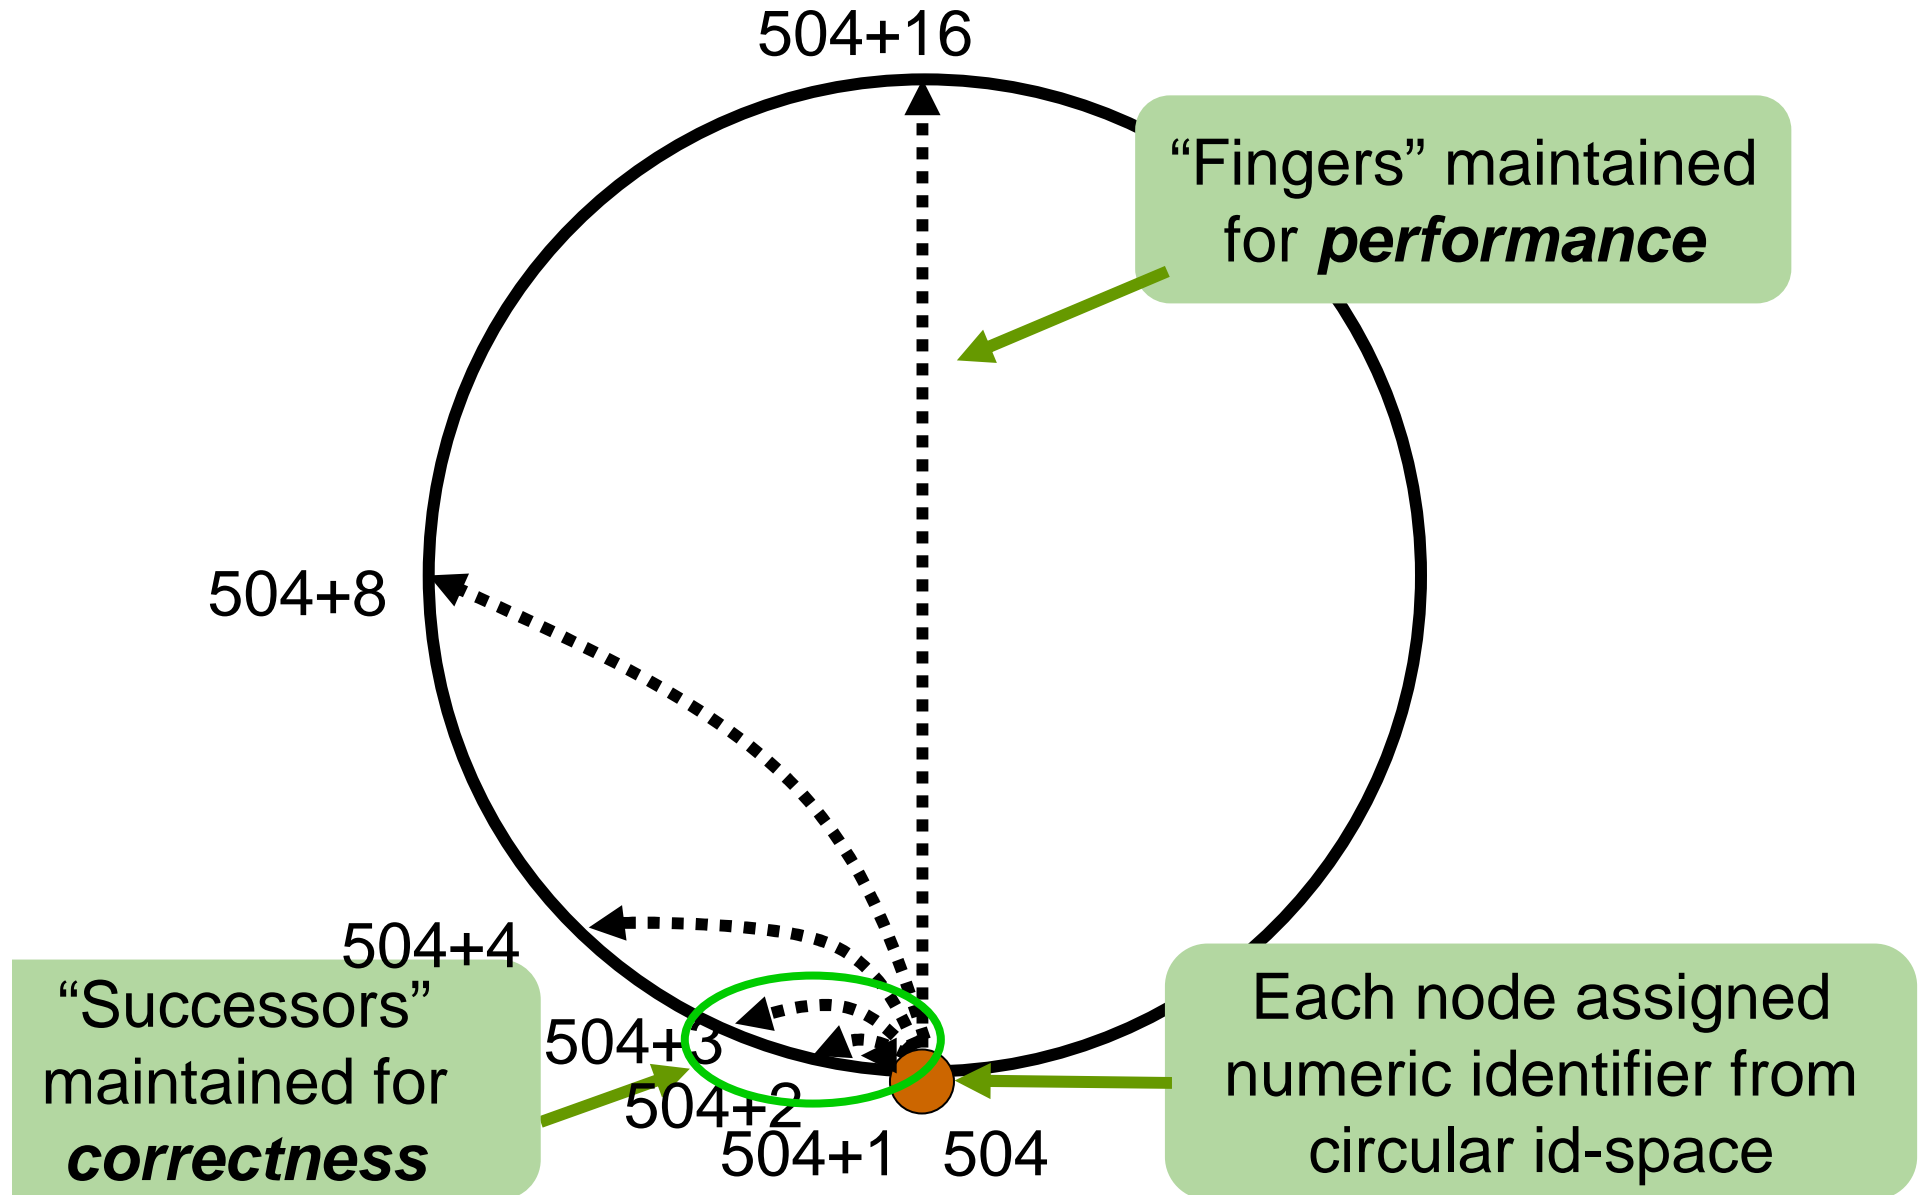 504+16
“Fingers” maintained
for performance
504+8
504+4
“Successors”
maintained for
correctness
504+3
504+2
504+1
504
Each node assigned
numeric identifier from
circular id-space